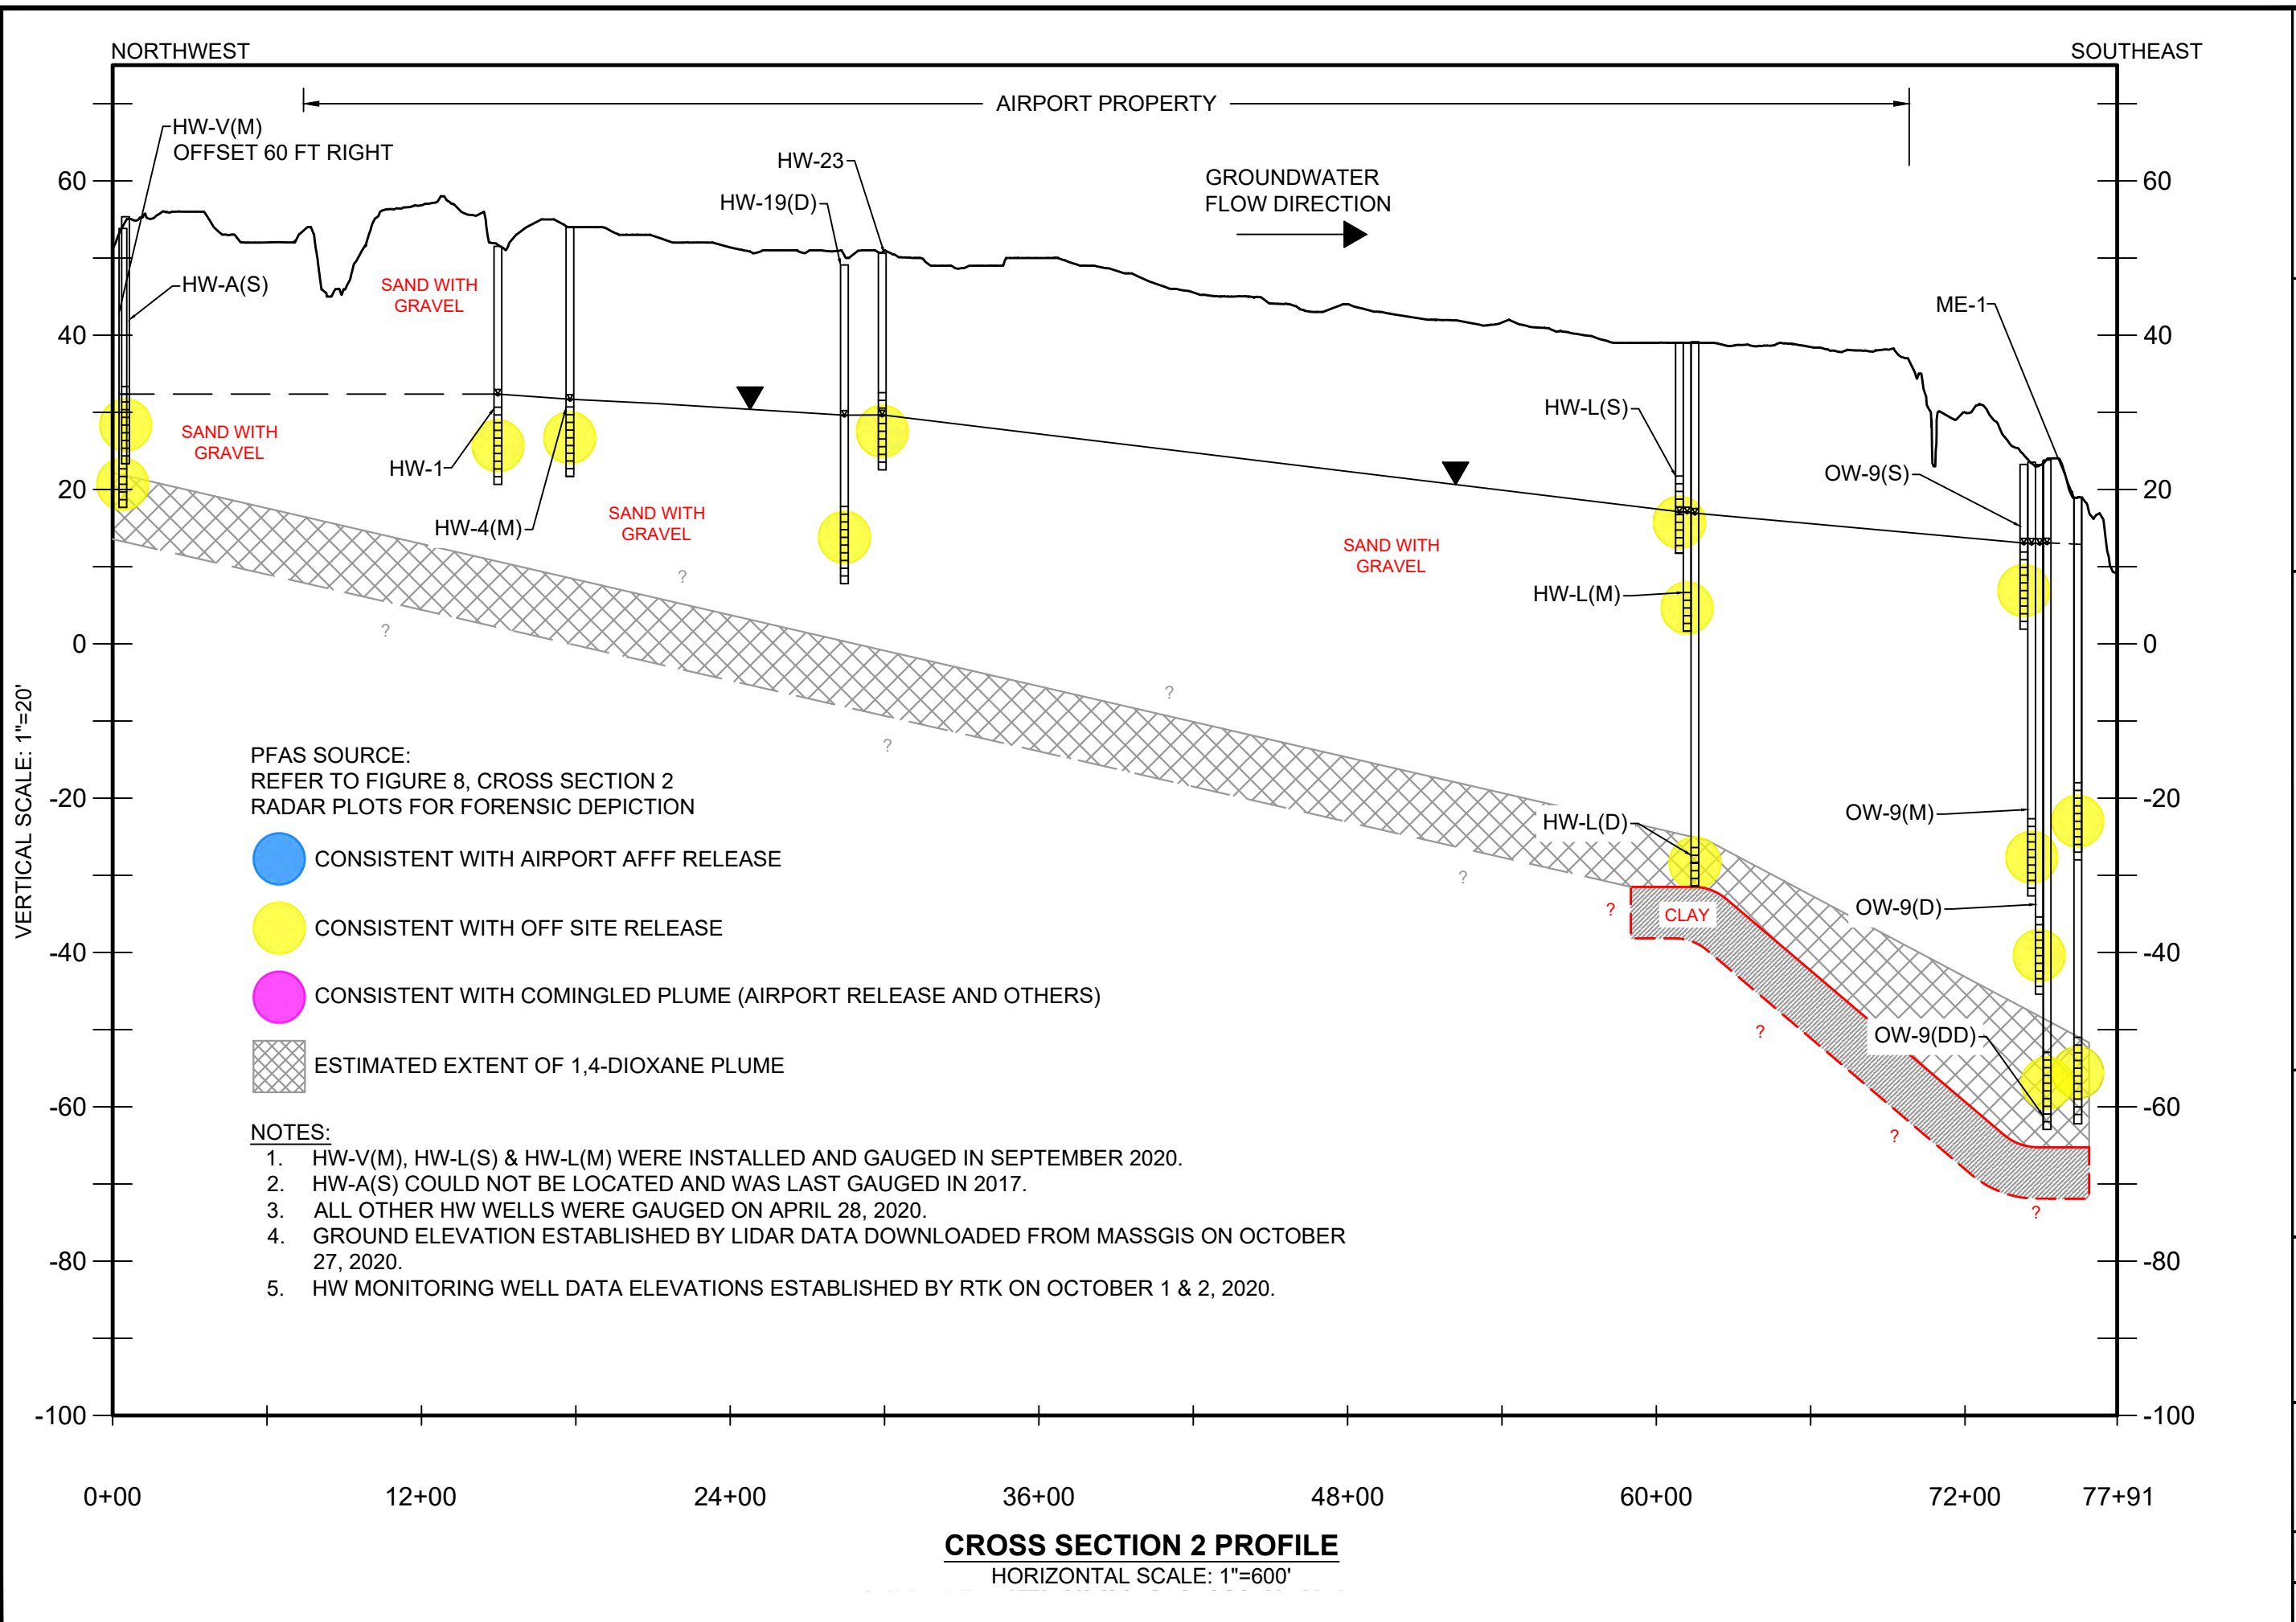 NORTHWEST
SOUTHEAST
AIRPORT PROPERTY
HW-V(M)
OFFSET 60 FT RIGHT
HW-23
HW-19(D)
GROUNDWATER
FLOW DIRECTION
60
60
HW-A(S)
SAND WITH
GRAVEL
ME-1
40
40
HW-L(S)
SAND WITH
GRAVEL
HW-1
OW-9(S)
20
20
HW-4(M)
SAND WITH
GRAVEL
SAND WITH
GRAVEL
?
HW-L(M)
?
0
0
?
?
VERTICAL SCALE: 1"=20'
PFAS SOURCE:
REFER TO FIGURE 8, CROSS SECTION 2
RADAR PLOTS FOR FORENSIC DEPICTION
-20
-20
HW-L(D)
OW-9(M)
CONSISTENT WITH AIRPORT AFFF RELEASE
?
?
CLAY
OW-9(D)
CONSISTENT WITH OFF SITE RELEASE
-40
-40
CONSISTENT WITH COMINGLED PLUME (AIRPORT RELEASE AND OTHERS)
?
OW-9(DD)
ESTIMATED EXTENT OF 1,4-DIOXANE PLUME
-60
-60
?
?
NOTES:
1. HW-V(M), HW-L(S) & HW-L(M) WERE INSTALLED AND GAUGED IN SEPTEMBER 2020.
2. HW-A(S) COULD NOT BE LOCATED AND WAS LAST GAUGED IN 2017.
3. ALL OTHER HW WELLS WERE GAUGED ON APRIL 28, 2020.
4. GROUND ELEVATION ESTABLISHED BY LIDAR DATA DOWNLOADED FROM MASSGIS ON OCTOBER
27, 2020.
5. HW MONITORING WELL DATA ELEVATIONS ESTABLISHED BY RTK ON OCTOBER 1 & 2, 2020.
-80
-80
-100
-100
0+00
12+00
24+00
36+00
48+00
60+00
72+00
77+91
CROSS SECTION 2 PROFILE
HORIZONTAL SCALE: 1"=600'